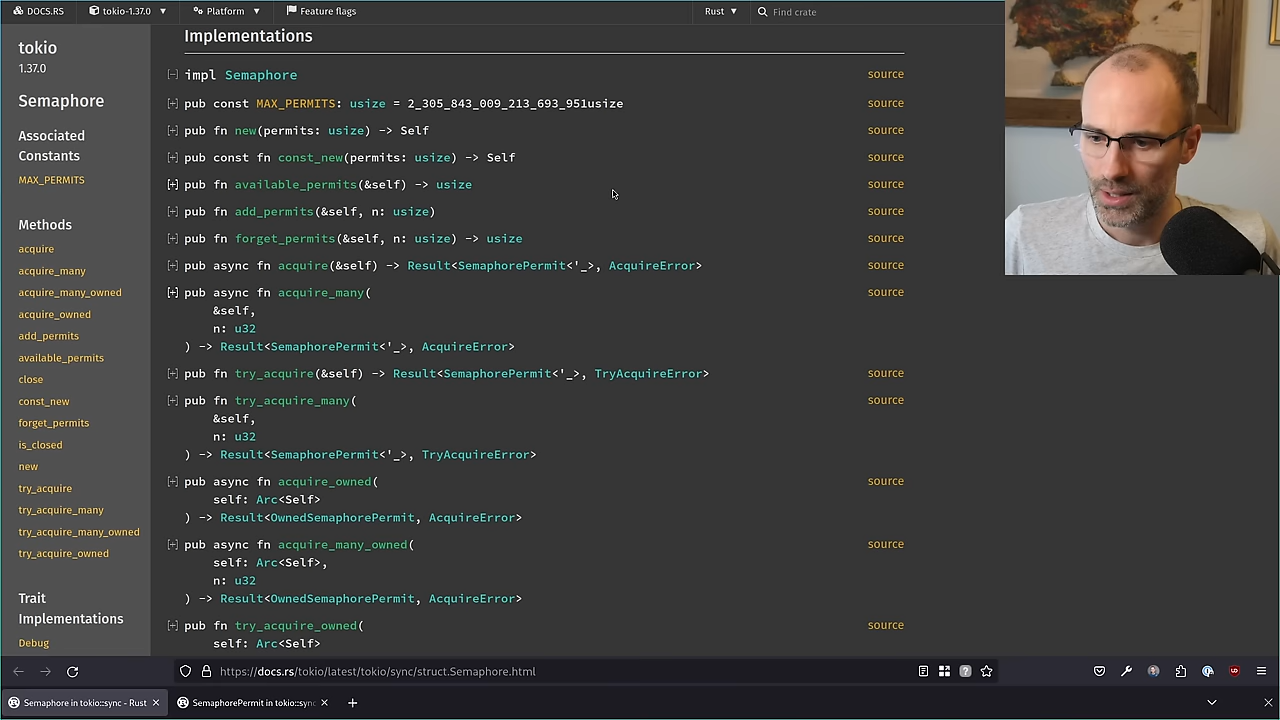 DOCS.RS tokio-1.37.0 Platform Feature flags Rust Find crate
tokio
1.37.0
Semaphore
Associated
Constants
MAX_PERMITS
Methods
acquire
acquire_many
acquire_many_owned
acquire_owned
add_permits
available_permits
close
const_new
forget_permits
is_closed
new
try_acquire
try_acquire_many
try_acquire_many_owned
try_acquire_owned
Trait
Implementations
Debug
Implementations
[-] impl Semaphore source
[+] pub const MAX_PERMITS: usize = 2_305_843_009_213_693_951usize source
[+] pub fn new(permits: usize) -> Self source
[+] pub const fn const_new(permits: usize) -> Self source
[+] pub fn available_permits(&self) -> usize source
[+] pub fn add_permits(&self, n: usize) source
[+] pub fn forget_permits(&self, n: usize) -> usize source
[+] pub async fn acquire(&self) -> Result<SemaphorePermit<'_>, AcquireError> source
[+] pub async fn acquire_many( source
&self,
n: u32
) -> Result<SemaphorePermit<'_>, AcquireError>
[+] pub fn try_acquire(&self) -> Result<SemaphorePermit<'_>, TryAcquireError> source
[+] pub fn try_acquire_many( source
&self,
n: u32
) -> Result<SemaphorePermit<'_>, TryAcquireError>
[+] pub async fn acquire_owned( source
self: Arc<Self>
) -> Result<OwnedSemaphorePermit, AcquireError>
[+] pub async fn acquire_many_owned( source
self: Arc<Self>,
n: u32
) -> Result<OwnedSemaphorePermit, AcquireError>
[+] pub fn try_acquire_owned( source
self: Arc<Self>
https://docs.rs/tokio/latest/tokio/sync/struct.Semaphore.html
Semaphore in tokio::sync - Rust
SemaphorePermit in tokio::sync